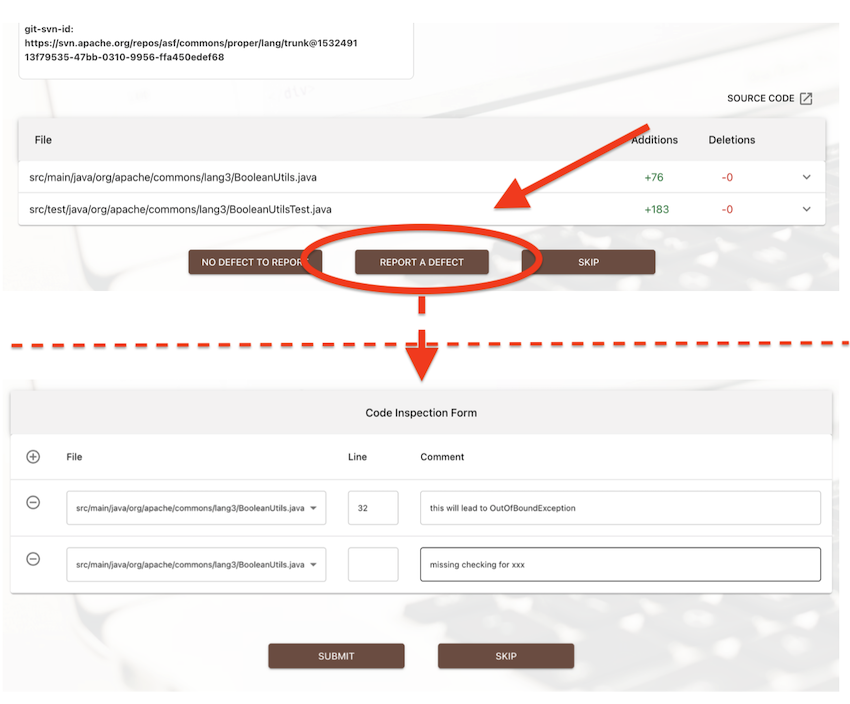 git-svn-id:
https://svn.apache.org/repos/asf/commons/proper/lang/trunk@1532491
13f79535-47bb-0310-9956-ffa450edef68
SOURCE CODE
File Additions Deletions
src/main/java/org/apache/commons/lang3/BooleanUtils.java +76 -0
src/test/java/org/apache/commons/lang3/BooleanUtilsTest.java +183 -0
NO DEFECT TO REPORT REPORT A DEFECT SKIP
Code Inspection Form
File Line Comment
src/main/java/org/apache/commons/lang3/BooleanUtils.java 32 this will lead to OutOfBoundException
src/main/java/org/apache/commons/lang3/BooleanUtils.java missing checking for xxx
SUBMIT SKIP